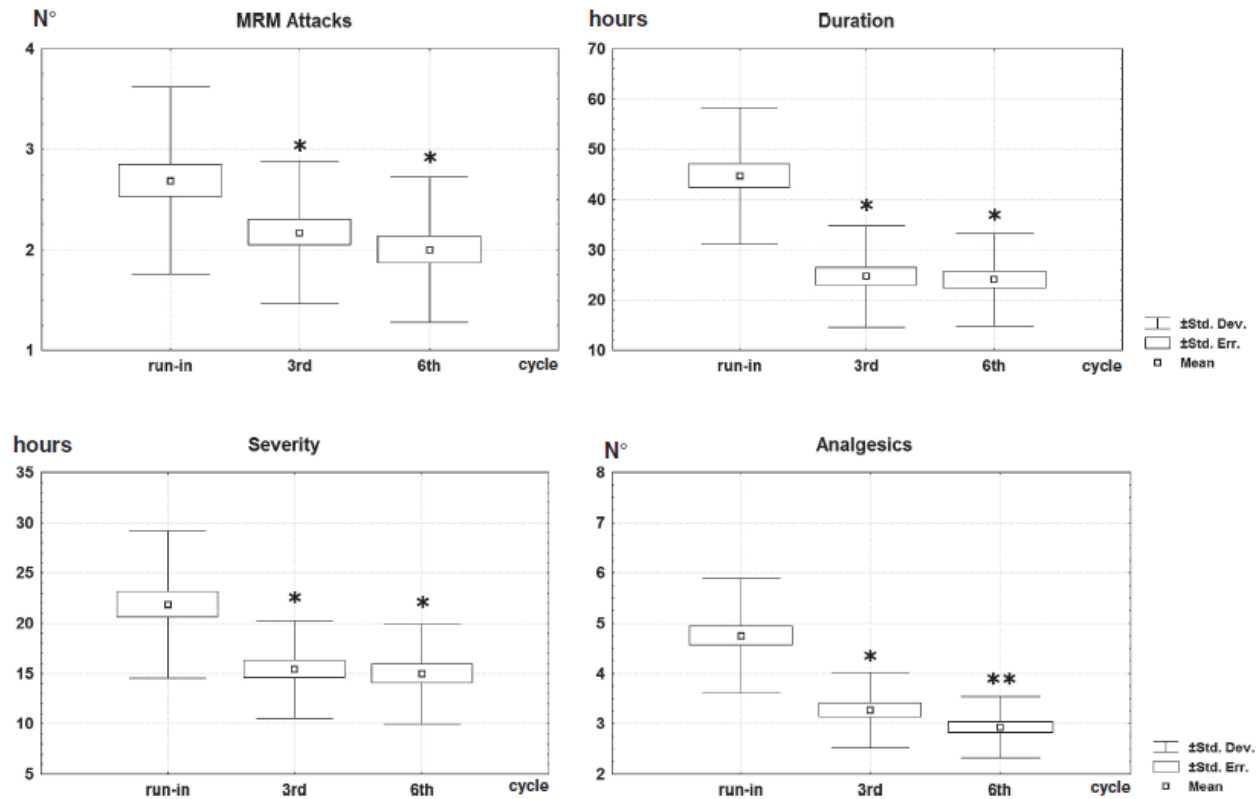 N°
MRM Attacks
4
3
2
1
*
*
run-in
3rd
6th
cycle
hours
Duration
70
60
50
40
30
20
10
*
*
run-in
3rd
6th
cycle
±Std. Dev.
±Std. Err.
Mean
hours
Severity
35
30
25
20
15
10
5
*
*
run-in
3rd
6th
cycle
N°
Analgesics
8
7
6
5
4
3
2
*
**
run-in
3rd
6th
cycle
±Std. Dev.
±Std. Err.
Mean